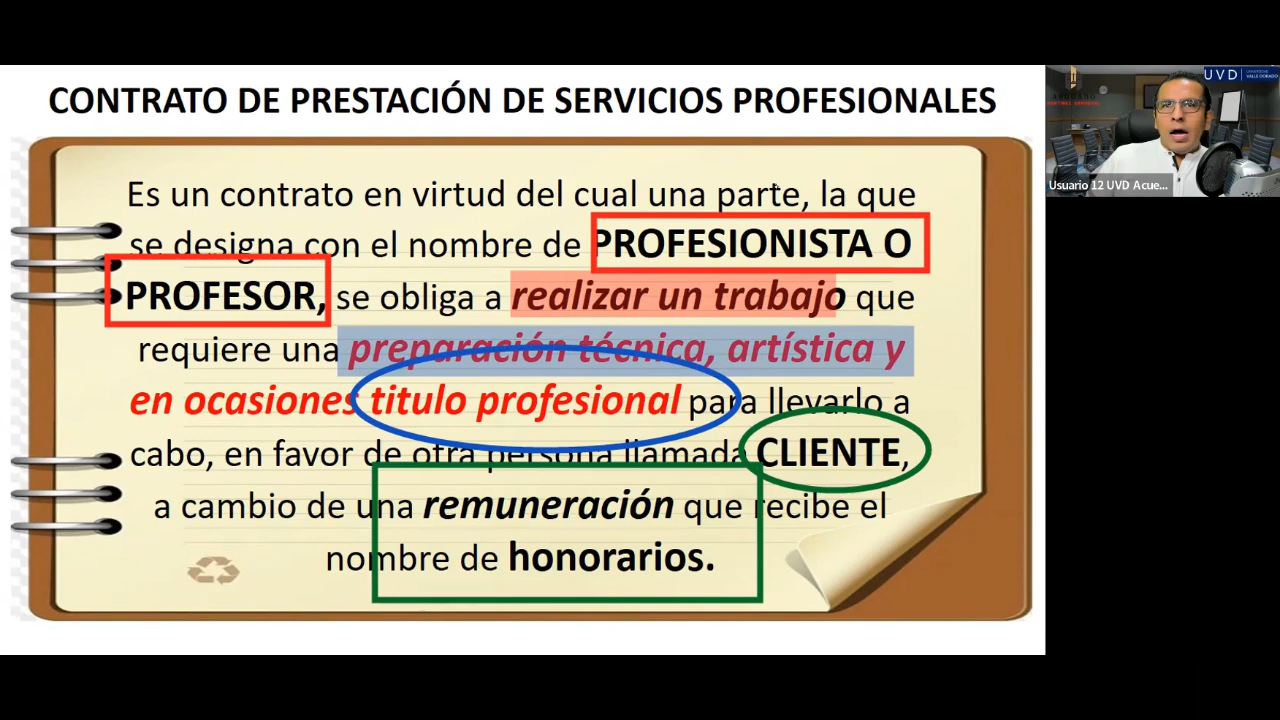 CONTRATO DE PRESTACIÓN DE SERVICIOS PROFESIONALES
Es un contrato en virtud del cual una parte, la que
se designa con el nombre de PROFESIONISTA O
PROFESOR, se obliga a realizar un trabajo que
requiere una preparación técnica, artística y
en ocasiones titulo profesional para llevarlo a
cabo, en favor de otra persona llamada CLIENTE,
a cambio de una remuneración que recibe el
nombre de honorarios.
UVD
Usuario 12 UVD Acue...